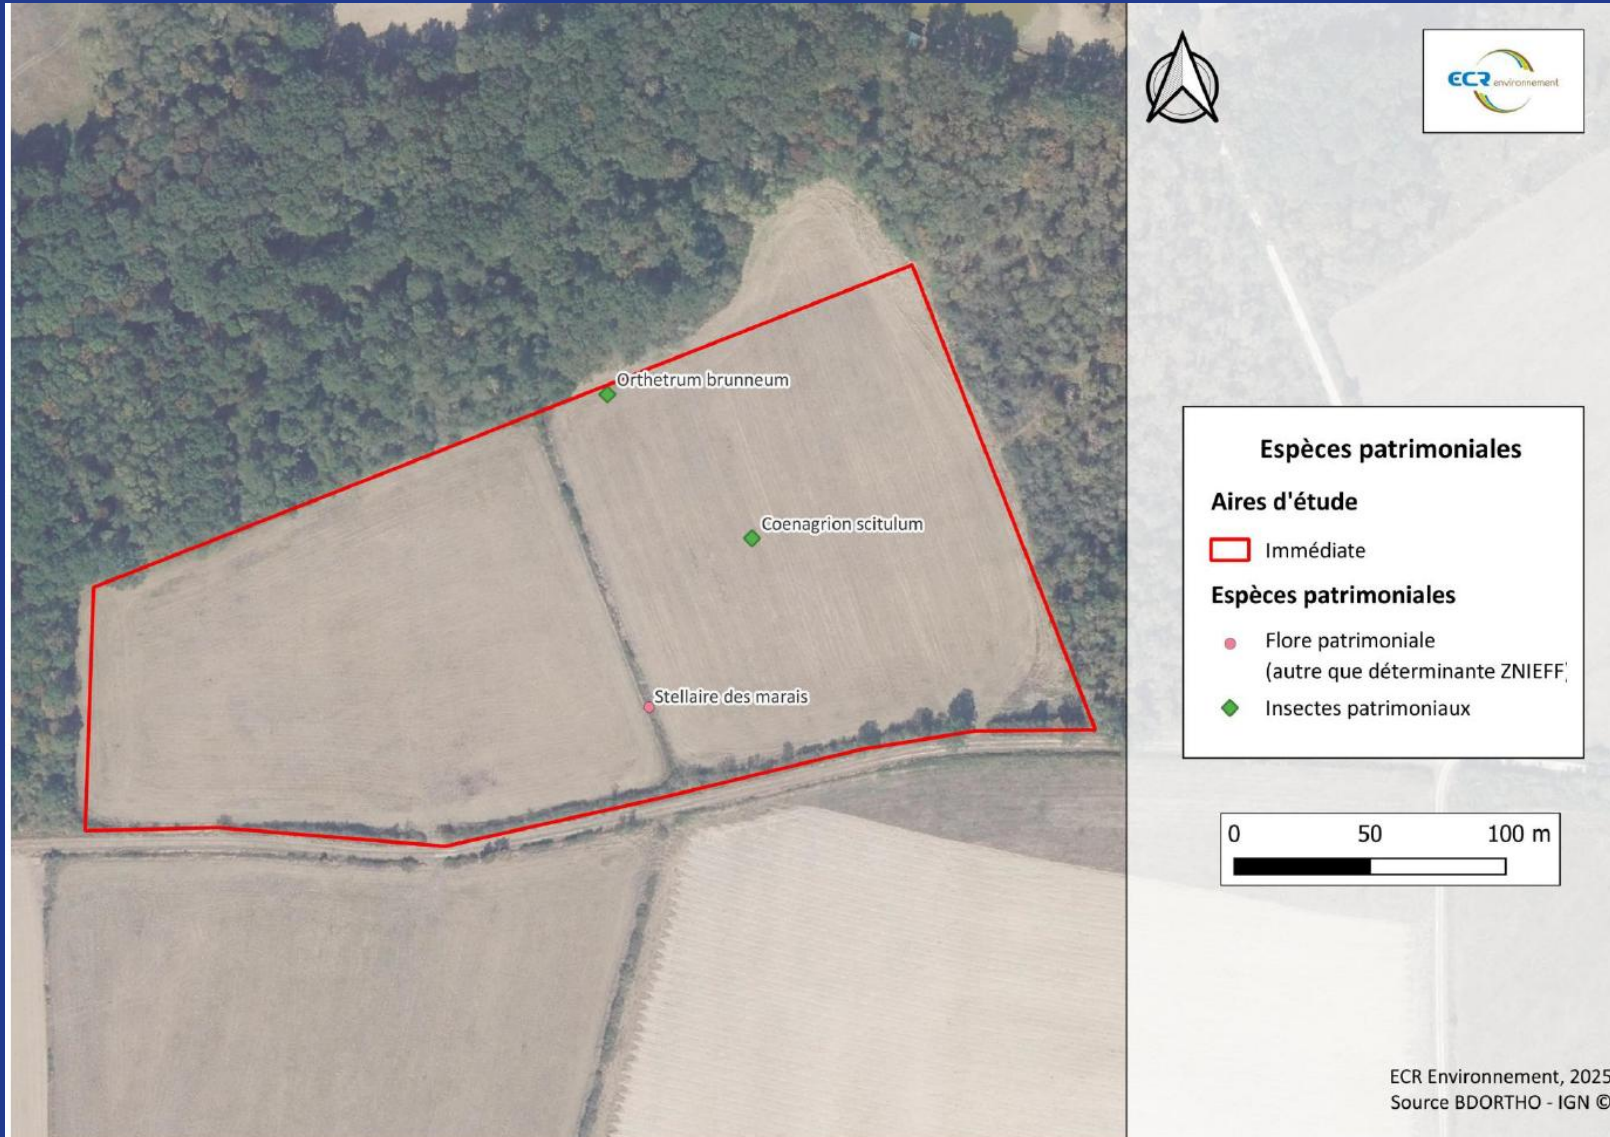 ECR environnement
Orthetrum brunneum
Coenagrion scitulum
Stellaire des marais
Espèces patrimoniales
Aires d'étude
Immédiate
Espèces patrimoniales
Flore patrimoniale
(autre que déterminante ZNIEFF)
Insectes patrimoniaux
0 50 100 m
ECR Environnement, 2025
Source BDORTHO - IGN ©